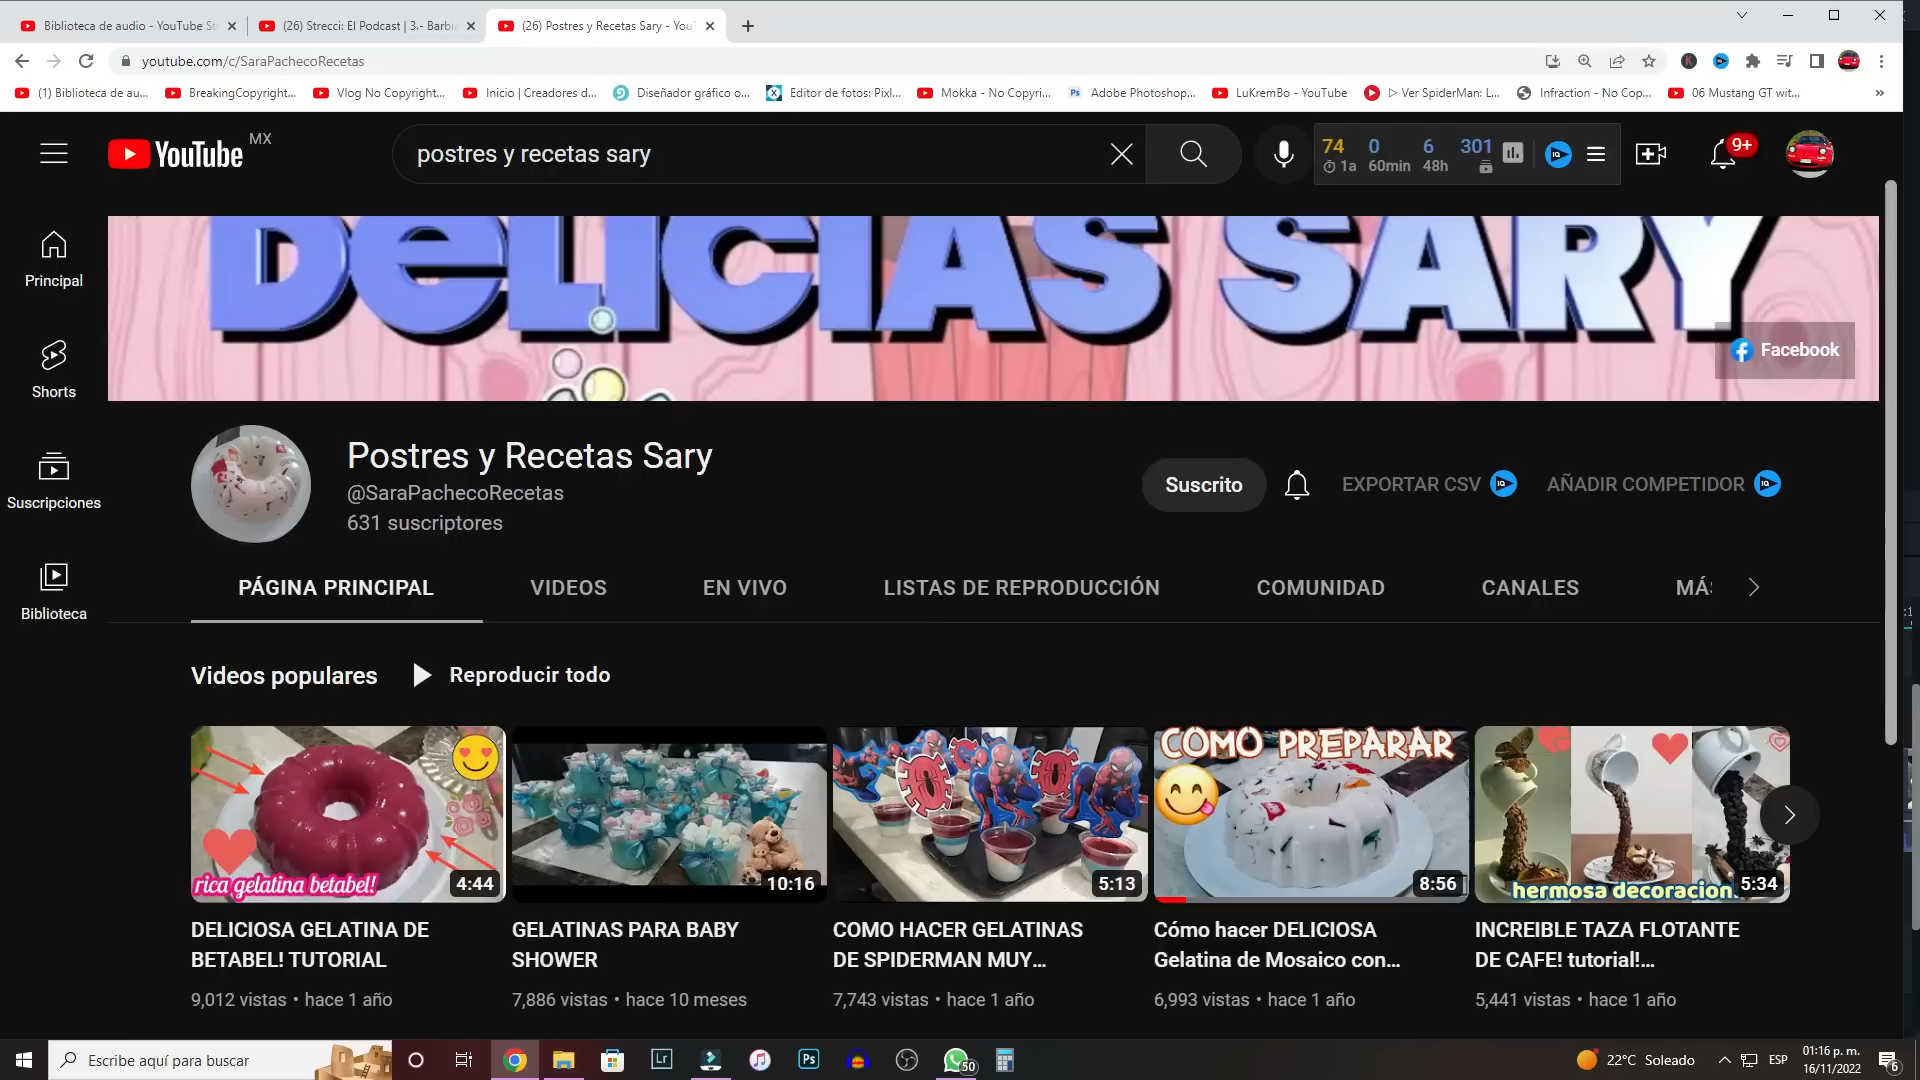 Biblioteca de audio - YouTube St
(26) Strecci: El Podcast | 3.- Barbie
(26) Postres y Recetas Sary - You
youtube.com/c/SaraPachecoRecetas
(1) Biblioteca de au...
BreakingCopyright...
Vlog No Copyright...
Inicio | Creadores d...
Diseñador gráfico o...
Editor de fotos: Pixl...
Mokka - No Copyri...
Ps
Adobe Photoshop...
LuKremBo - YouTube
▷ Ver SpiderMan: L...
Infraction - No Cop...
06 Mustang GT wit...
»
YouTube MX
postres y recetas sary
74 0 6 301
1a 60min 48h
IQ
9+
Principal
Shorts
Suscripciones
Biblioteca
DELICIAS SARY
Facebook
Postres y Recetas Sary
@SaraPachecoRecetas
631 suscriptores
Suscrito
EXPORTAR CSV
AÑADIR COMPETIDOR
PÁGINA PRINCIPAL
VIDEOS
EN VIVO
LISTAS DE REPRODUCCIÓN
COMUNIDAD
CANALES
MÁS
Videos populares
Reproducir todo
rica gelatina betabel!
4:44
10:16
5:13
COMO PREPARAR
8:56
hermosa decoracion.
5:34
DELICIOSA GELATINA DE
BETABEL! TUTORIAL
9,012 vistas • hace 1 año
GELATINAS PARA BABY
SHOWER
7,886 vistas • hace 10 meses
COMO HACER GELATINAS
DE SPIDERMAN MUY...
7,743 vistas • hace 1 año
Cómo hacer DELICIOSA
Gelatina de Mosaico con...
6,993 vistas • hace 1 año
INCREIBLE TAZA FLOTANTE
DE CAFE! tutorial!...
5,441 vistas • hace 1 año
Escribe aquí para buscar
Lr
Ps
50
22°C Soleado
ESP
01:16 p. m.
16/11/2022
6